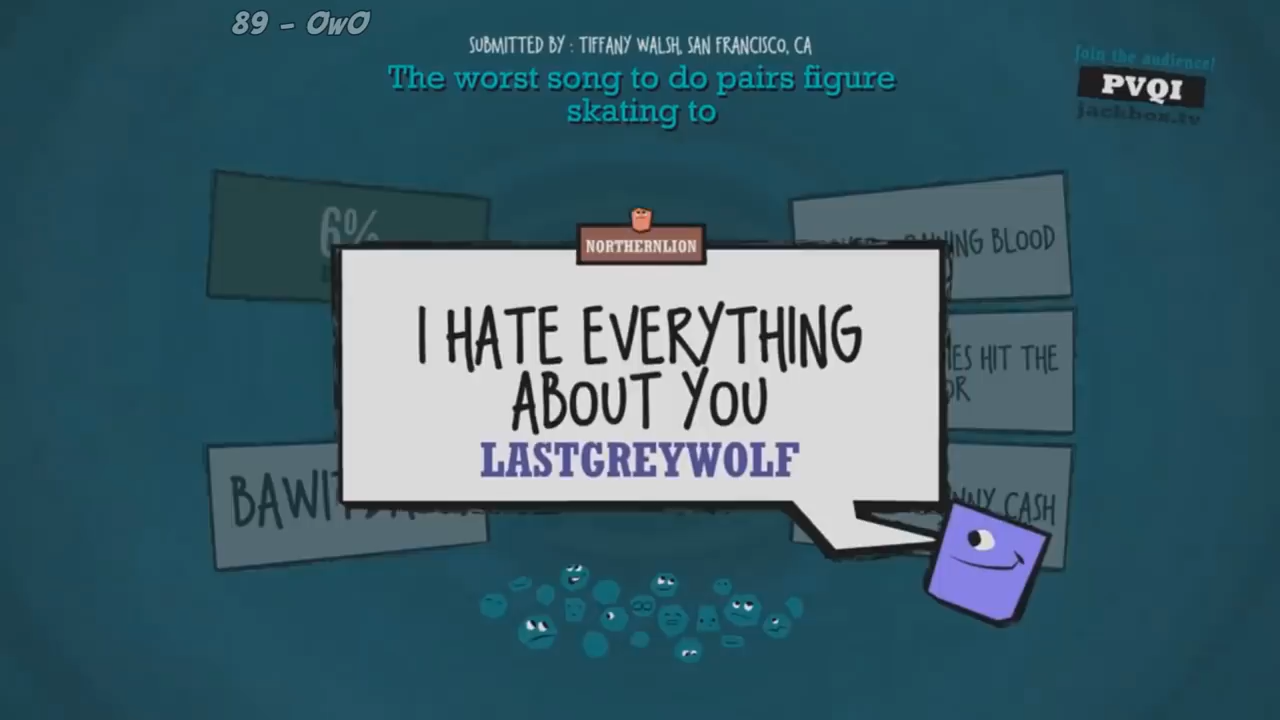 89 - OwO
SUBMITTED BY : TIFFANY WALSH, SAN FRANCISCO, CA
The worst song to do pairs figure
skating to
Join the audience!
PVQI
jackbox.tv
6%
NORTHERNLION
BLOOD
I HATE EVERYTHING
ABOUT YOU
LASTGREYWOLF
HIT THE
CASH